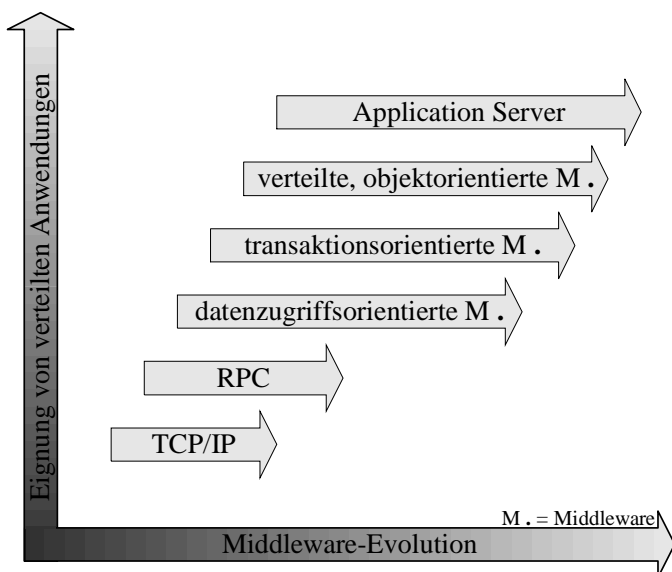 Eignung von verteilten Anwendungen
Application Server
verteilte, objektorientierte M.
transaktionsorientierte M.
datenzugriffsorientierte M.
RPC
TCP/IP
M. = Middleware
Middleware-Evolution